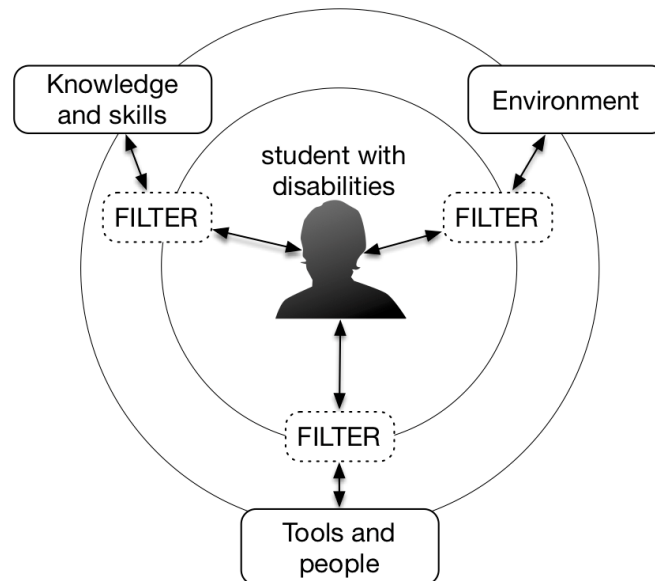 Knowledge
and skills
Environment
student with
disabilities
FILTER
FILTER
FILTER
Tools and
people